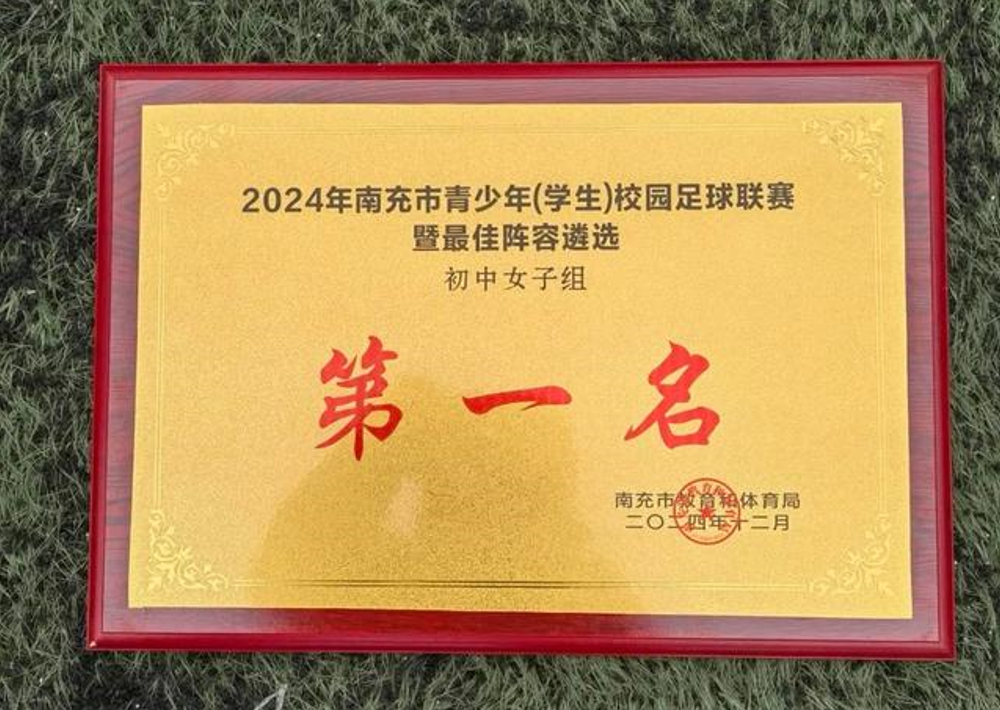 2024年南充市青少年(学生)校园足球联赛
暨最佳阵容遴选
初中女子组
第一名
南充市教育和体育局
二〇二四年十二月